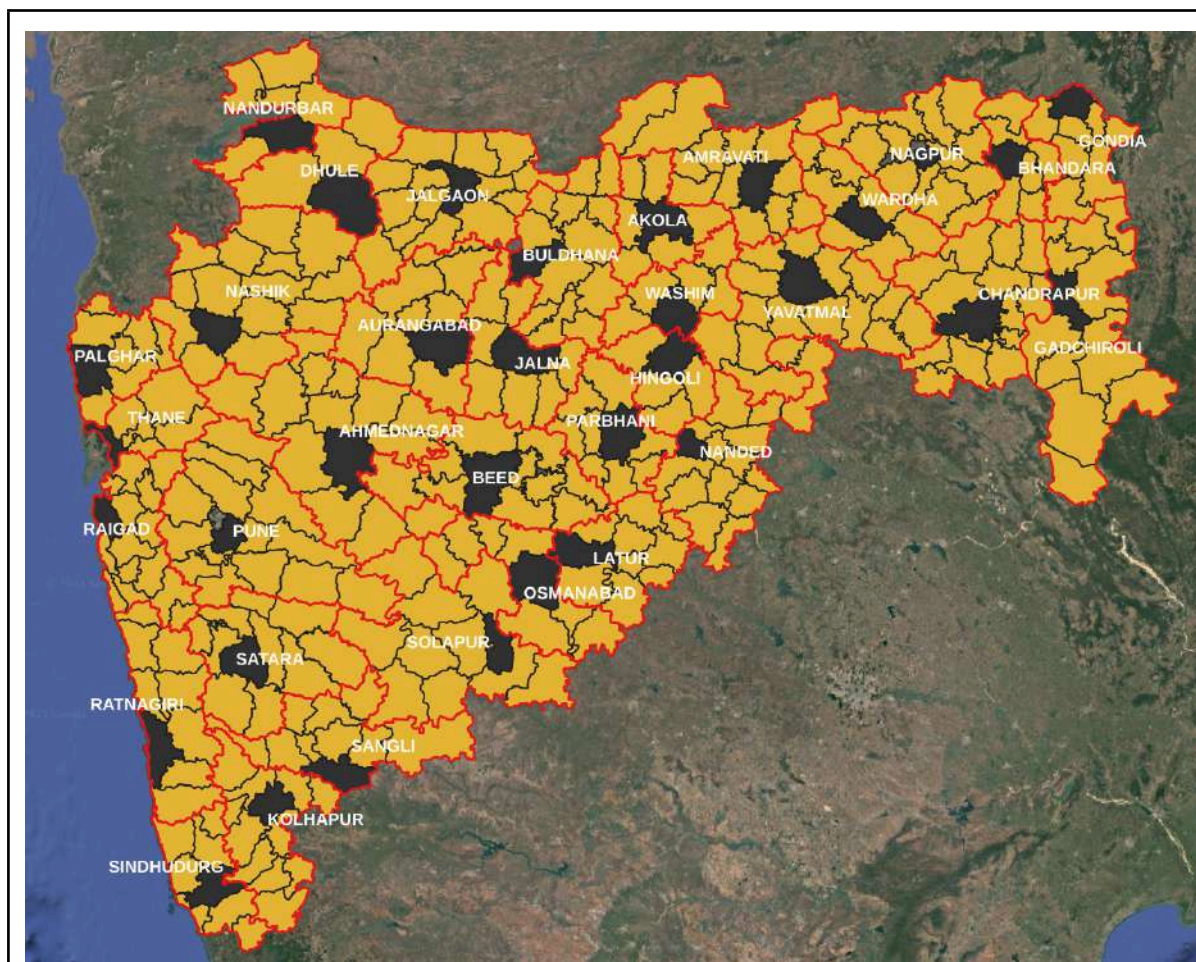 NANDURBAR
DHULE
JALGAON
AMRAVATI
NAGPUR
GONDIA
BHANDARA
WARDHA
AKOLA
BULDHANA
NASHIK
WASHIM
YAVATMAL
CHANDRAPUR
AURANGABAD
PALGHAR
JALNA
HINGOLI
GADCHIROLI
THANE
AHMEDNAGAR
PARBHANI
NANDED
BEED
RAIGAD
PUNE
LATUR
OSMANABAD
SOLAPUR
SATARA
RATNAGIRI
SANGLI
KOLHAPUR
SINDHUDURG